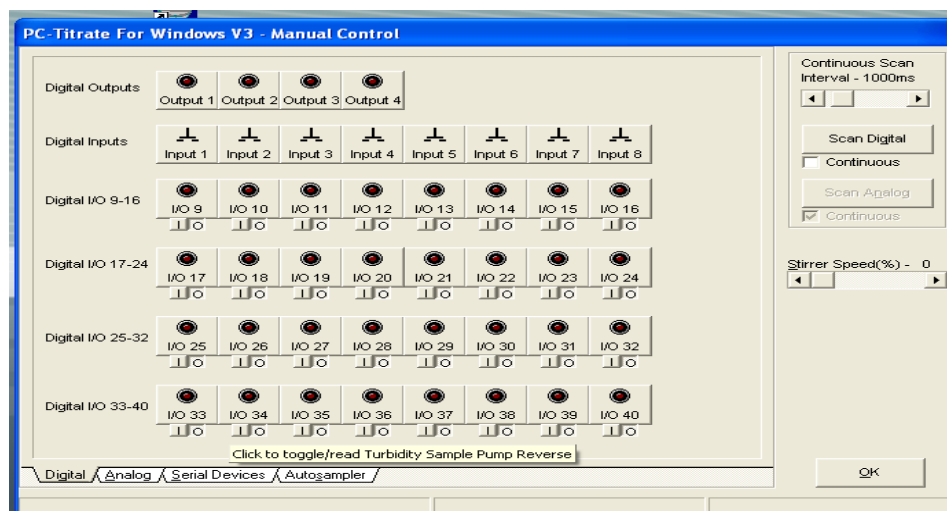 PC-Titrate For Windows V3 - Manual Control
Digital Outputs
Output 1 Output 2 Output 3 Output 4
Digital Inputs
Input 1 Input 2 Input 3 Input 4 Input 5 Input 6 Input 7 Input 8
Digital I/O 9-16
I/O 9 I/O 10 I/O 11 I/O 12 I/O 13 I/O 14 I/O 15 I/O 16
I O I O I O I O I O I O I O I O
Digital I/O 17-24
I/O 17 I/O 18 I/O 19 I/O 20 I/O 21 I/O 22 I/O 23 I/O 24
I O I O I O I O I O I O I O I O
Digital I/O 25-32
I/O 25 I/O 26 I/O 27 I/O 28 I/O 29 I/O 30 I/O 31 I/O 32
I O I O I O I O I O I O I O I O
Digital I/O 33-40
I/O 33 I/O 34 I/O 35 I/O 36 I/O 37 I/O 38 I/O 39 I/O 40
I O I O I O I O I O I O I O I O
Click to toggle/read Turbidity Sample Pump Reverse
Digital Analog Serial Devices Autosampler
Continuous Scan
Interval - 1000ms
Scan Digital
Continuous
Scan Analog
Continuous
Stirrer Speed(%) - 0
OK